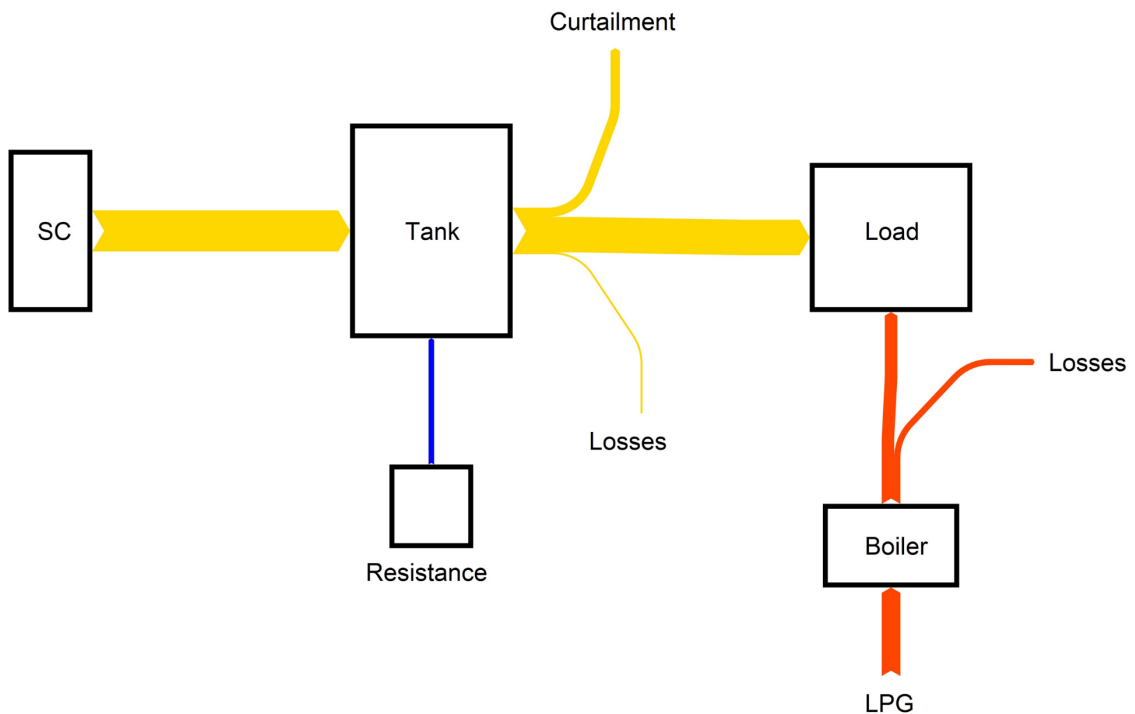 Curtailment
SC
Tank
Load
Losses
Losses
Boiler
Resistance
LPG